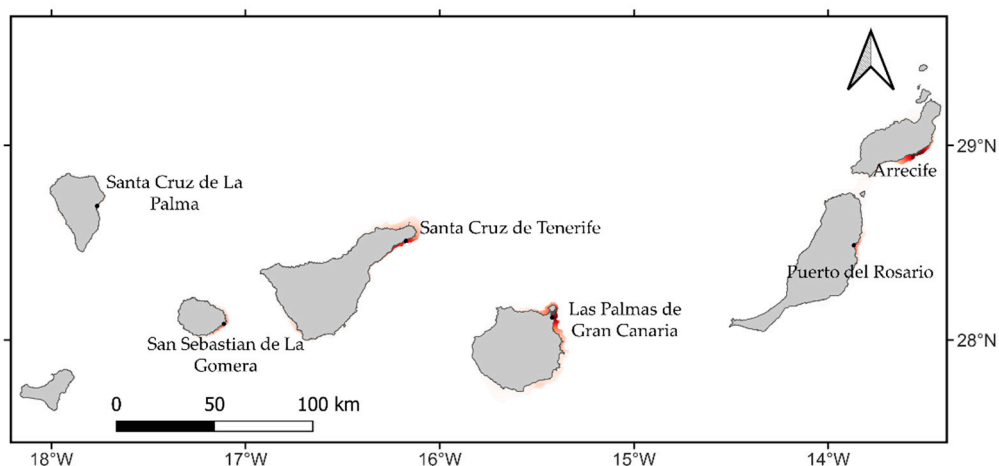 29°N
Arrecife
Santa Cruz de La
Palma
Santa Cruz de Tenerife
Puerto del Rosario
Las Palmas de
Gran Canaria
San Sebastian de La
Gomera
28°N
0 50 100 km
18°W 17°W 16°W 15°W 14°W